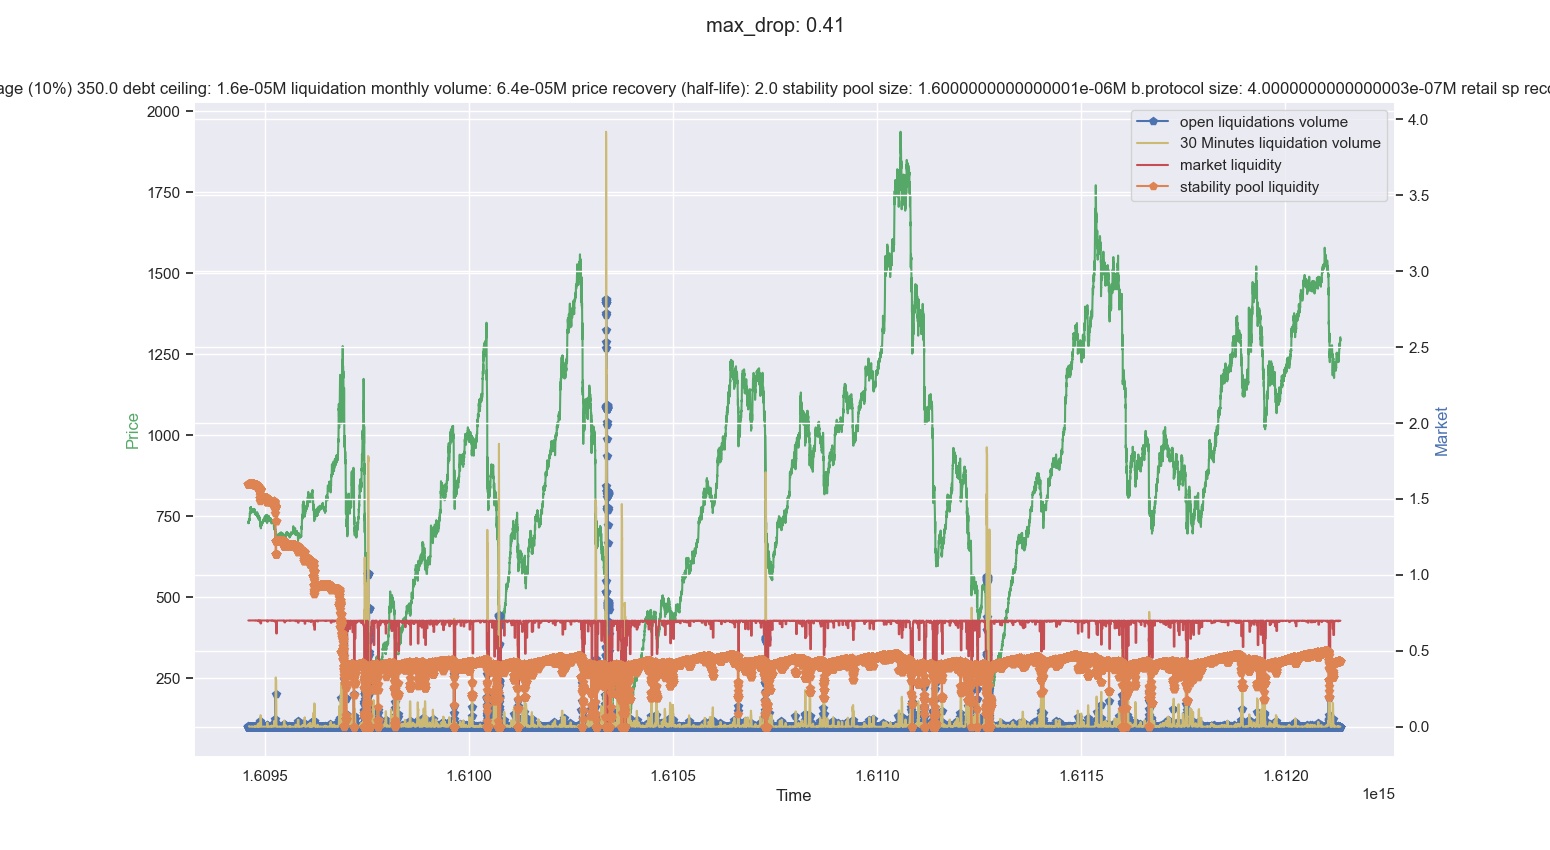 max_drop: 0.41
age (10%) 350.0 debt ceiling: 1.6e-05M liquidation monthly volume: 6.4e-05M price recovery (half-life): 2.0 stability pool size: 1.6000000000000001e-06M b.protocol size: 4.0000000000000003e-07M retail sp reco
open liquidations volume
30 Minutes liquidation volume
market liquidity
stability pool liquidity
2000
1750
1500
1250
1000
750
500
250
Price
4.0
3.5
3.0
2.5
2.0
1.5
1.0
0.5
0.0
Market
1.6095 1.6100 1.6105 1.6110 1.6115 1.6120
Time
1e15